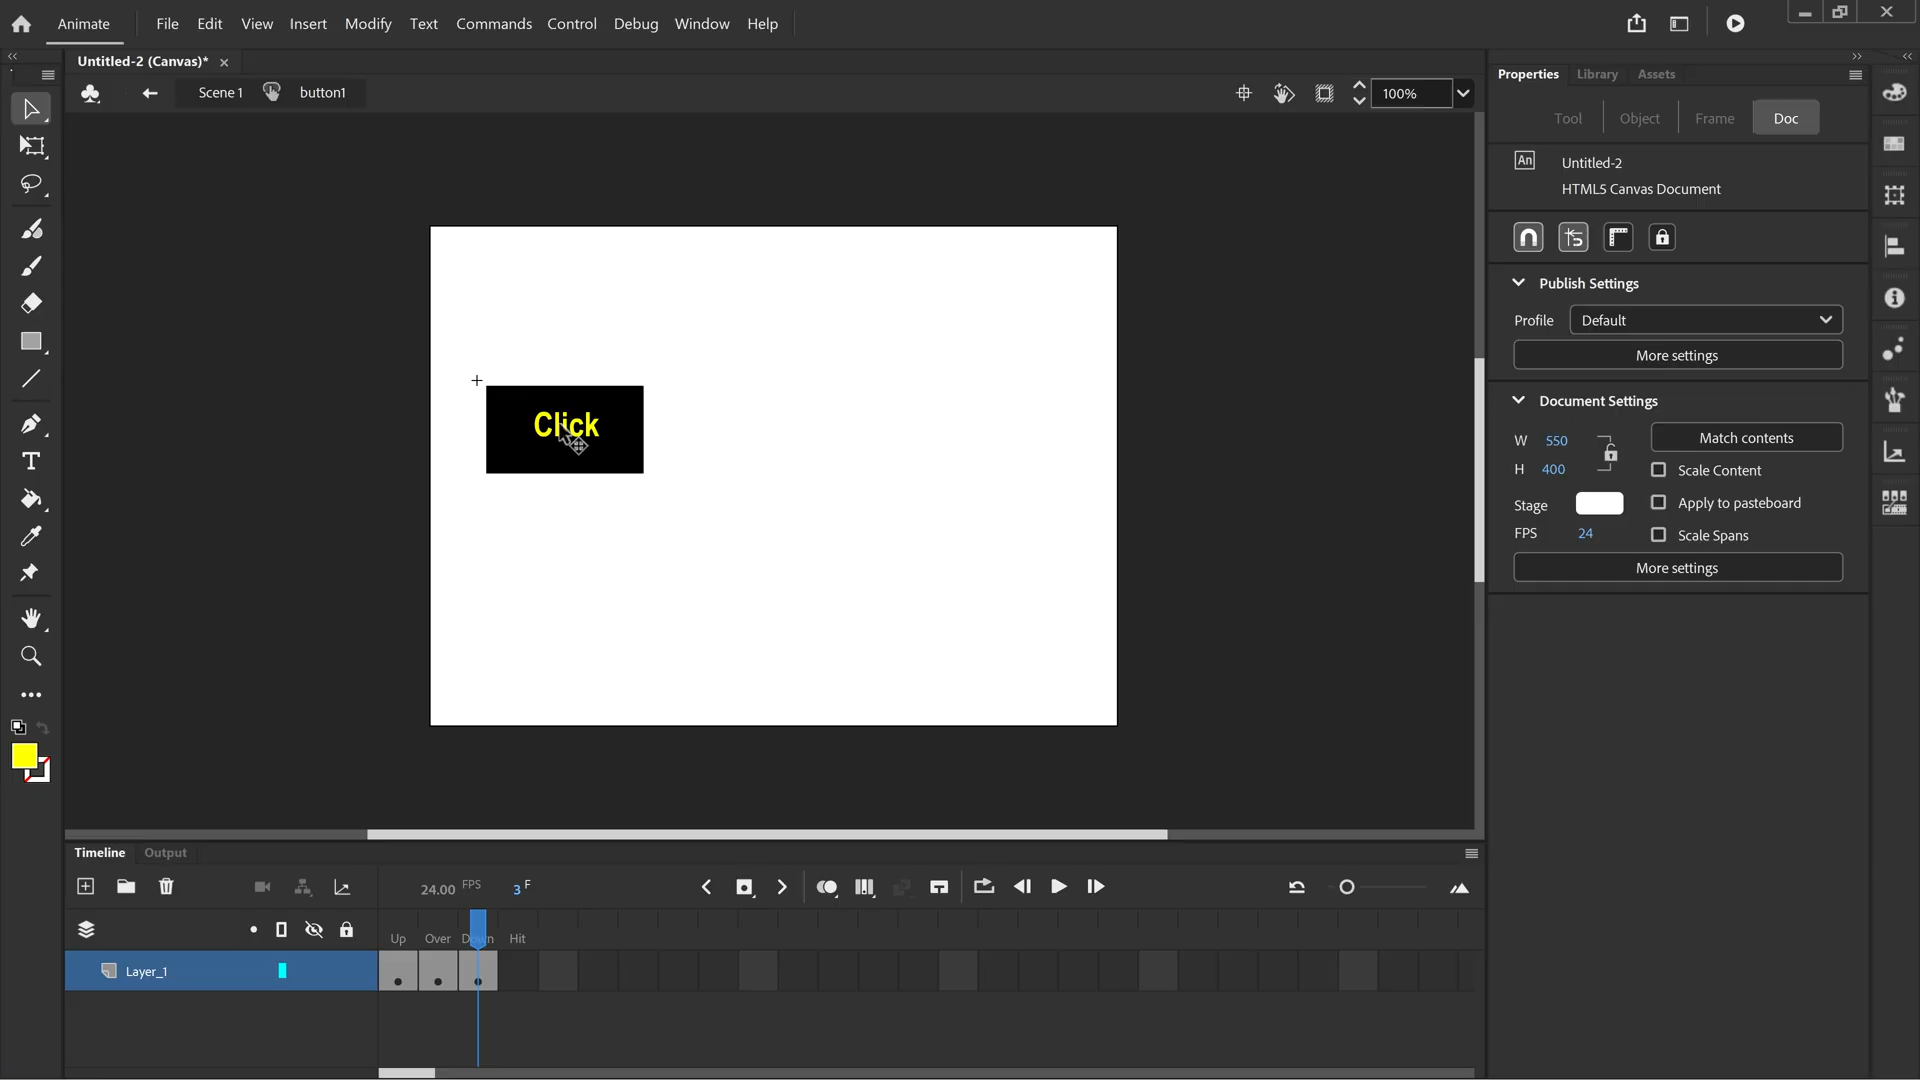 Animate File Edit View Insert Modify Text Commands Control Debug Window Help
Untitled-2 (Canvas)*
Scene 1 button1 100%
Properties Library Assets
Tool Object Frame Doc
An Untitled-2
HTML5 Canvas Document
Publish Settings
Profile Default
More settings
Document Settings
W 550 Match contents
H 400 Scale Content
Stage Apply to pasteboard
FPS 24 Scale Spans
More settings
Click
Timeline Output
24.00 FPS 3 F
Up Over Down Hit
Layer_1